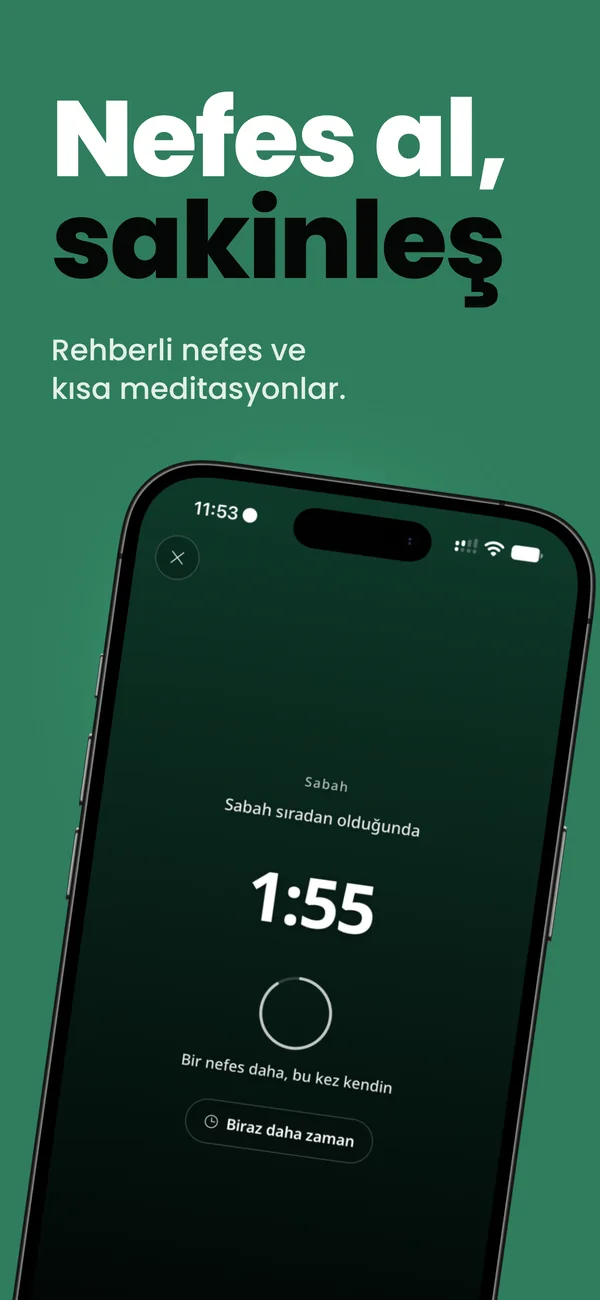 Nefes al,
sakinleş
Rehberli nefes ve
kısa meditasyonlar.
11:53
Sabah
Sabah sıradan olduğunda
1:55
Bir nefes daha, bu kez kendin
Biraz daha zaman